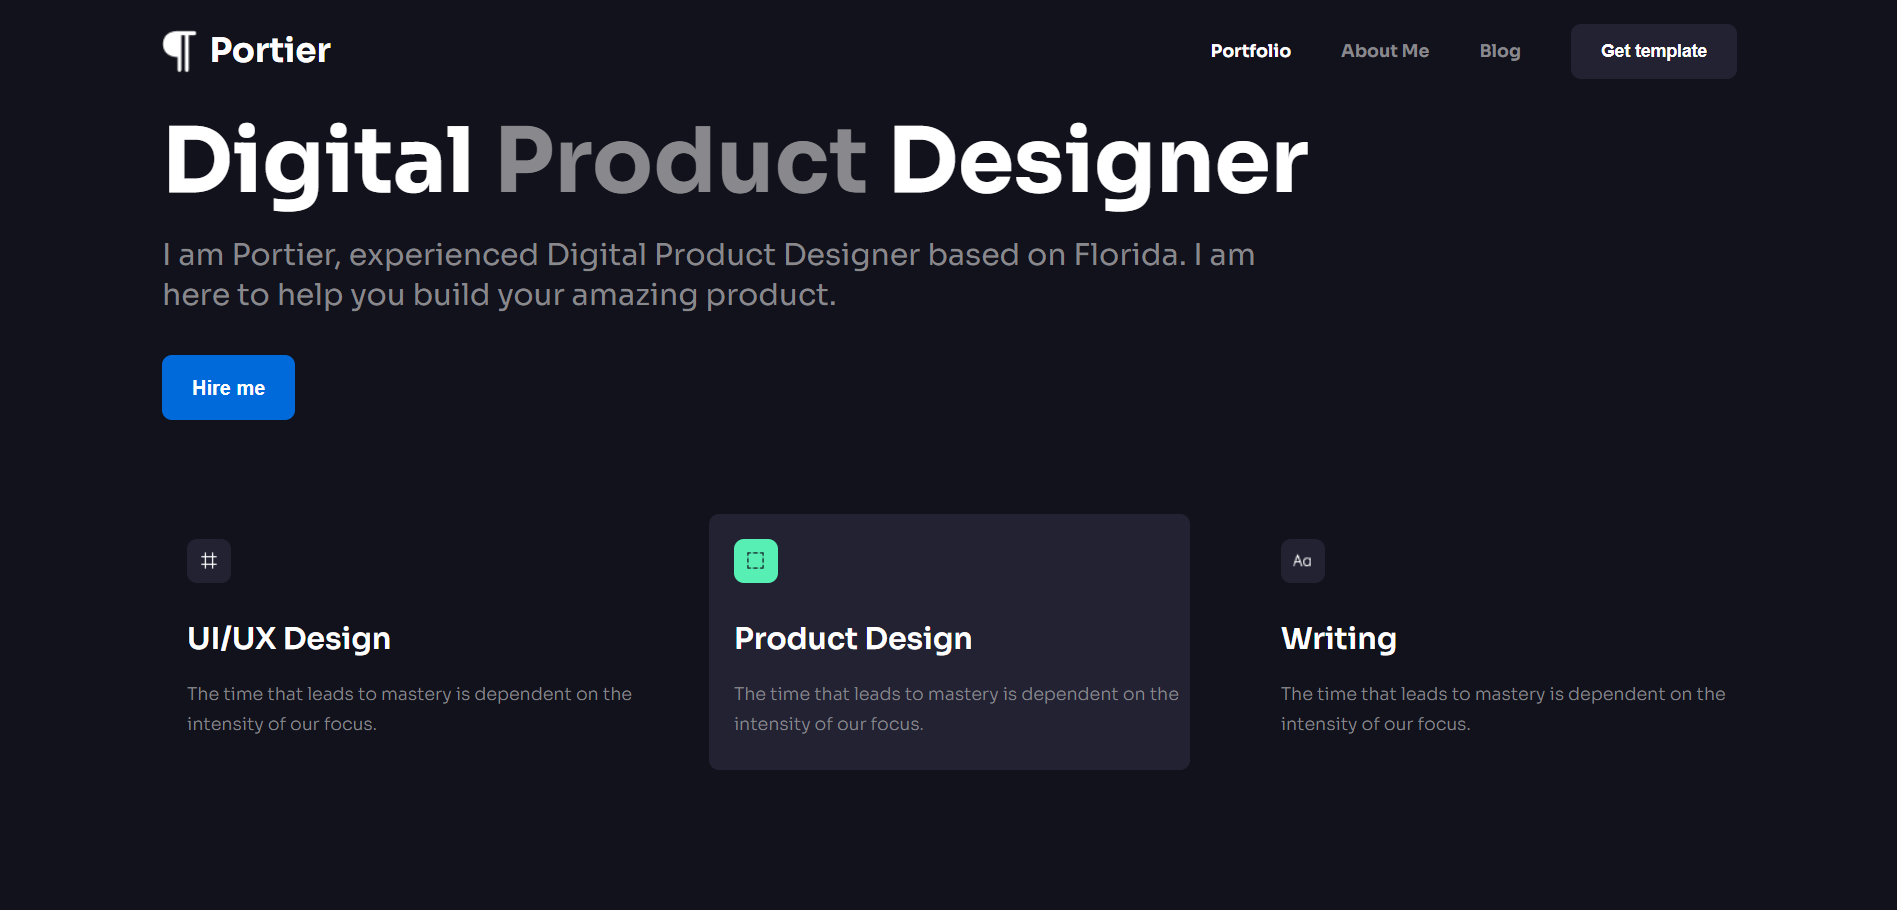 ¶ Portier
Portfolio
About Me
Blog
Get template
Digital Product Designer
I am Portier, experienced Digital Product Designer based on Florida. I am
here to help you build your amazing product.
Hire me
UI/UX Design
The time that leads to mastery is dependent on the
intensity of our focus.
Product Design
The time that leads to mastery is dependent on the
intensity of our focus.
Aa
Writing
The time that leads to mastery is dependent on the
intensity of our focus.